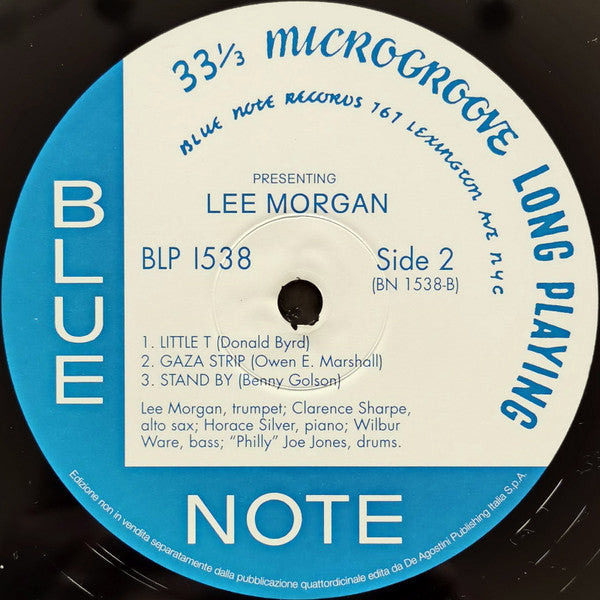 33 1/3 MICROGROOVE LONG PLAYING
BLUE NOTE RECORDS 767 LEXINGTON AVE NYC
BLUE
PRESENTING
LEE MORGAN
BLP 1538
Side 2
(BN 1538-B)
1. LITTLE T (Donald Byrd)
2. GAZA STRIP (Owen E. Marshall)
3. STAND BY (Benny Golson)
Lee Morgan, trumpet; Clarence Sharpe,
alto sax; Horace Silver, piano; Wilbur
Ware, bass; “Philly” Joe Jones, drums.
NOTE
Edizione non in vendita separatamente dalla pubblicazione quattordicinale edita da De Agostini Publishing Italia S.p.A.